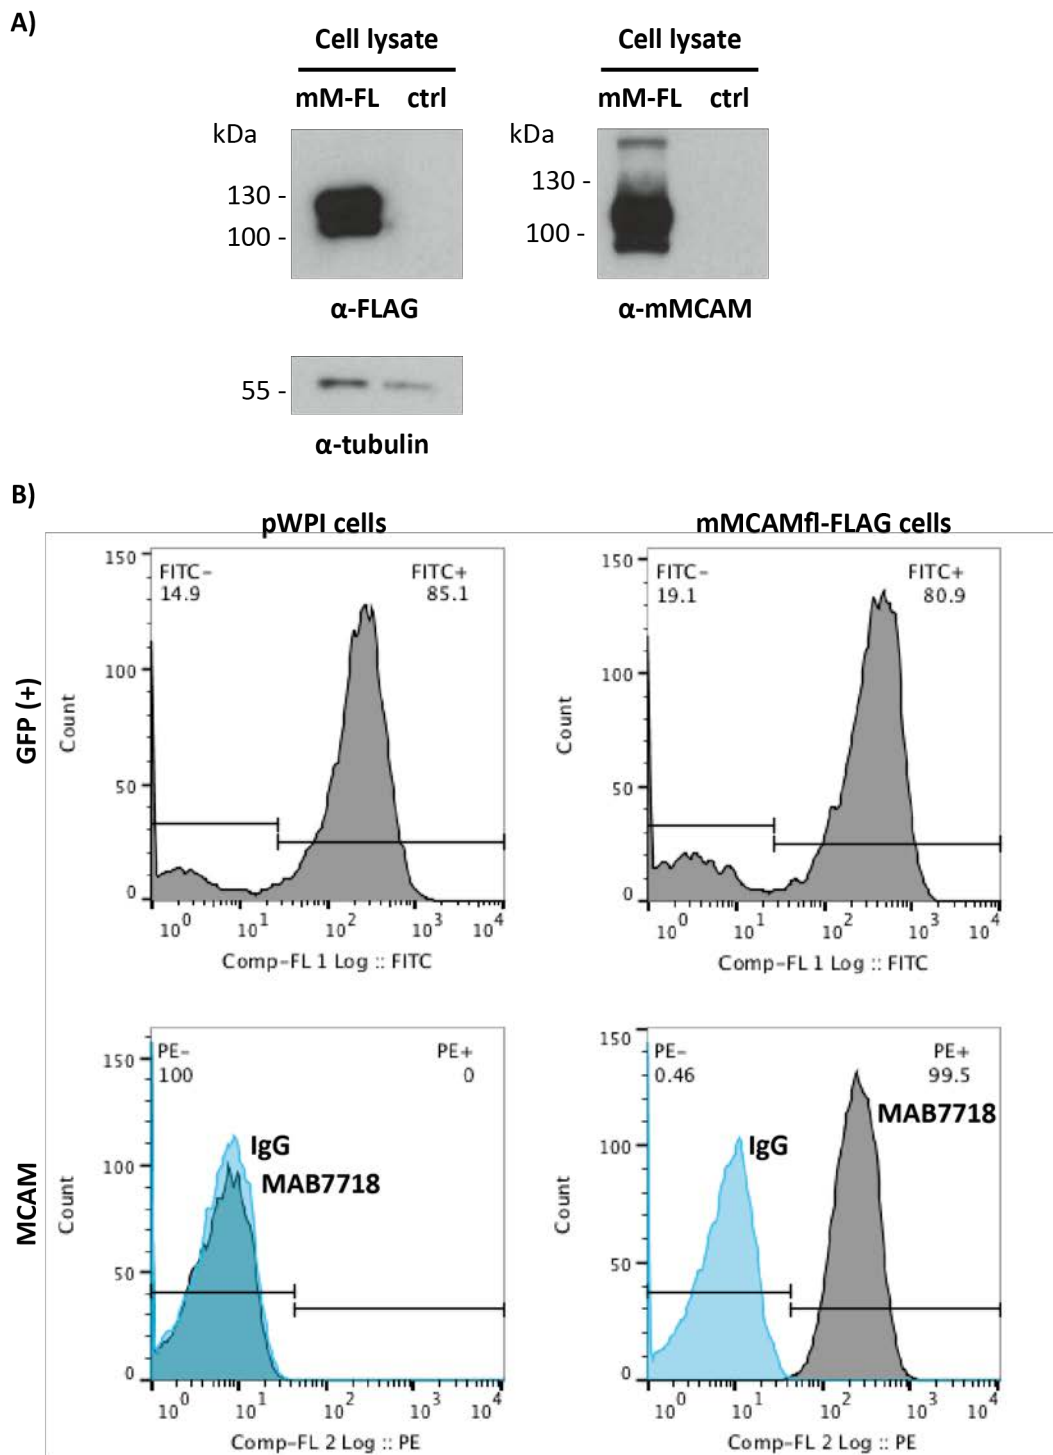 A)
Cell lysate
Cell lysate
mM-FL ctrl
mM-FL ctrl
kDa
kDa
130 -
130 -
100 -
100 -
α-FLAG
α-mMCAM
55 -
α-tubulin
B)
pWPI cells
mMCAMfl-FLAG cells
GFP (+)
Count
150
100
50
0
FITC-
14.9
FITC+
85.1
10^0 10^1 10^2 10^3 10^4
Comp-FL 1 Log :: FITC
Count
150
100
50
0
FITC-
19.1
FITC+
80.9
10^0 10^1 10^2 10^3 10^4
Comp-FL 1 Log :: FITC
MCAM
Count
150
100
50
0
PE-
100
PE+
0
IgG
MAB7718
10^0 10^1 10^2 10^3 10^4
Comp-FL 2 Log :: PE
Count
150
100
50
0
PE-
0.46
PE+
99.5
MAB7718
IgG
10^0 10^1 10^2 10^3 10^4
Comp-FL 2 Log :: PE